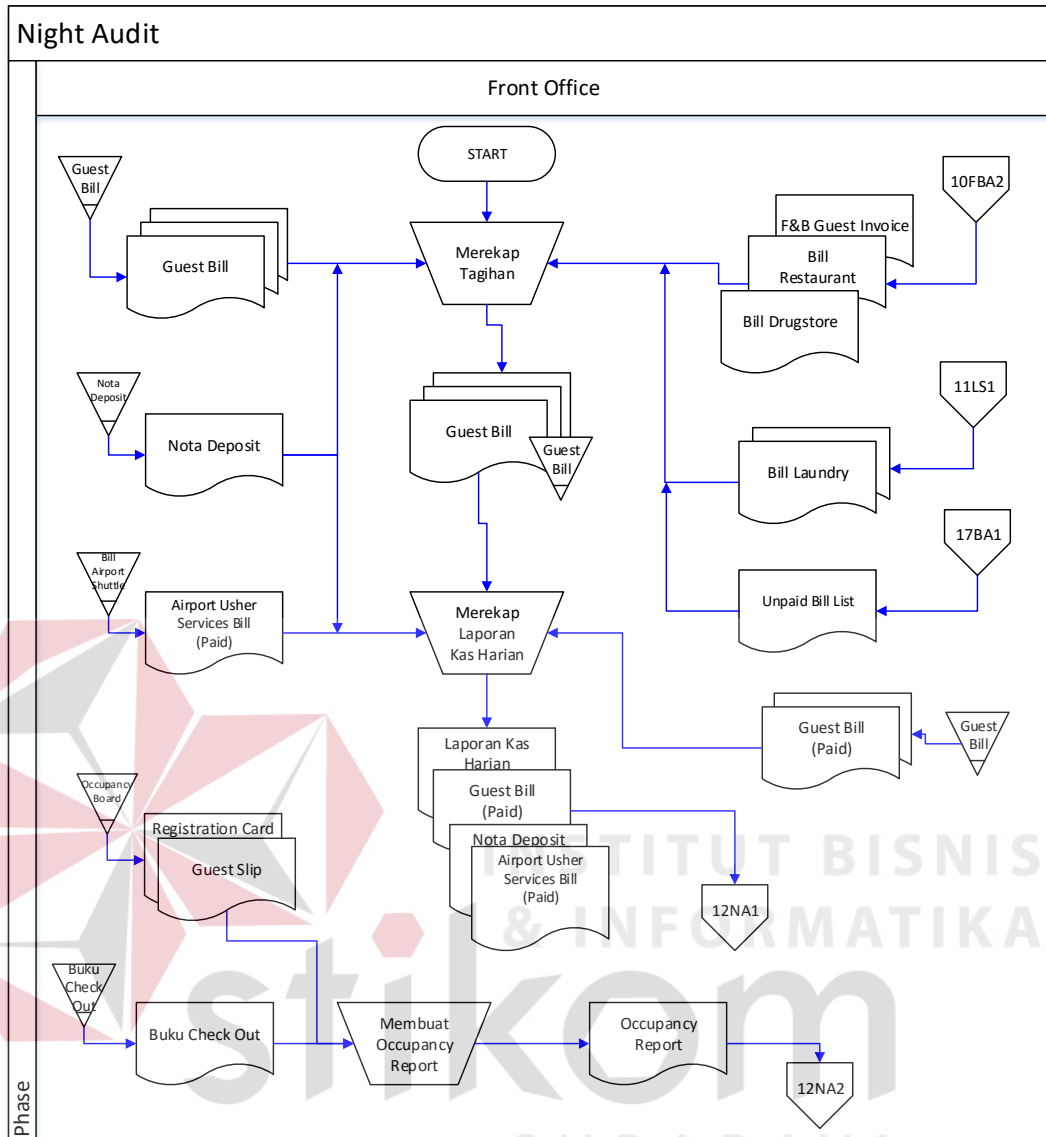 Night Audit
Front Office
Phase
START
Guest
Bill
Guest Bill
Merekap
Tagihan
F&B Guest Invoice
Bill
Restaurant
Bill Drugstore
10FBA2
Nota
Deposit
Nota Deposit
Guest Bill
Guest
Bill
Bill Laundry
11LS1
Bill
Airport
Shuttle
Airport Usher
Services Bill
(Paid)
Merekap
Laporan
Kas Harian
Unpaid Bill List
17BA1
Guest Bill
(Paid)
Guest
Bill
Laporan Kas
Harian
Guest Bill
(Paid)
Nota Deposit
Airport Usher
Services Bill
(Paid)
12NA1
Occupancy
Board
Registration Card
Guest Slip
Buku
Check
Out
Buku Check Out
Membuat
Occupancy
Report
Occupancy
Report
12NA2
INSTITUT BISNIS
& INFORMATIKA
stikom
SURABAYA